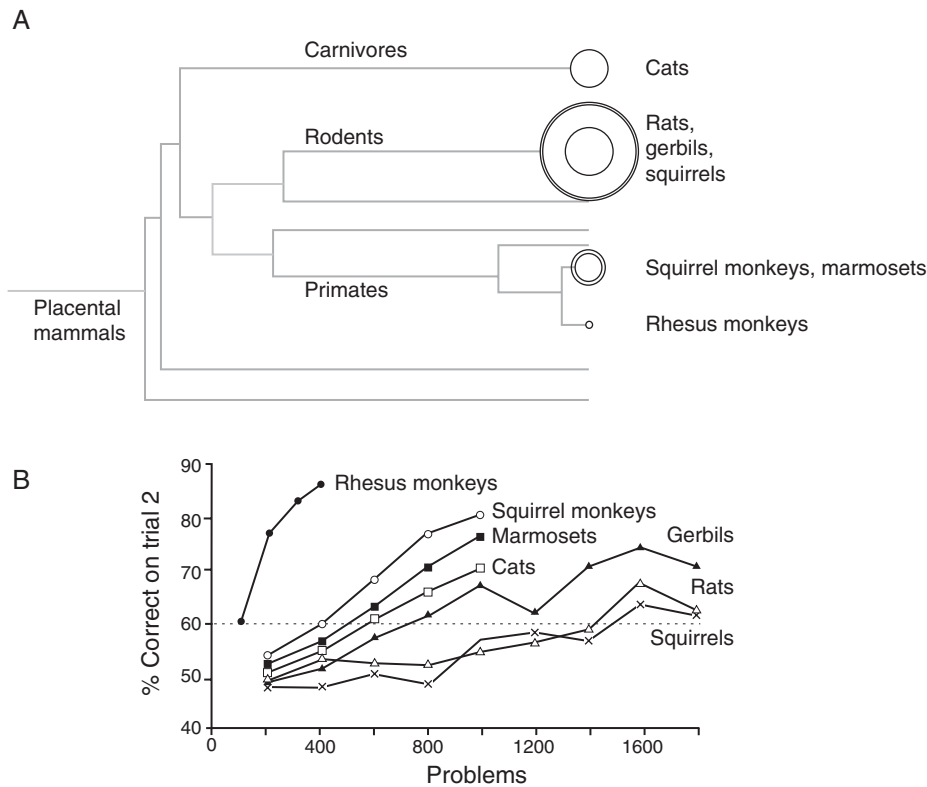 A
Carnivores
Cats
Rodents
Rats,
gerbils,
squirrels
Squirrel monkeys, marmosets
Primates
Rhesus monkeys
Placental
mammals
B
% Correct on trial 2
90
80
70
60
50
40
Rhesus monkeys
Squirrel monkeys
Marmosets
Cats
Gerbils
Rats
Squirrels
0
400
800
1200
1600
Problems